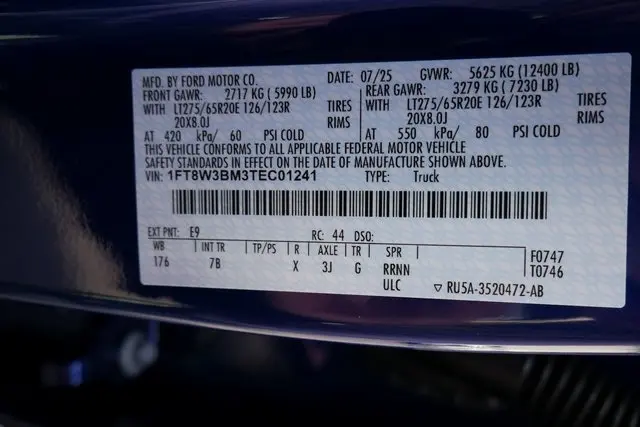 MFD. BY FORD MOTOR CO. DATE: 07/25 GVWR: 5625 KG (12400 LB)
FRONT GAWR: 2717 KG ( 5990 LB) REAR GAWR: 3279 KG ( 7230 LB)
WITH LT275/65R20E 126/123R TIRES WITH LT275/65R20E 126/123R TIRES
20X8.0J RIMS 20X8.0J RIMS
AT 420 kPa/ 60 PSI COLD AT 550 kPa/ 80 PSI COLD
THIS VEHICLE CONFORMS TO ALL APPLICABLE FEDERAL MOTOR VEHICLE
SAFETY STANDARDS IN EFFECT ON THE DATE OF MANUFACTURE SHOWN ABOVE.
VIN: 1FT8W3BM3TEC01241 TYPE: Truck
EXT PNT: E9 RC: 44 DSO:
WB | INT TR | TP/PS | R | AXLE | TR | SPR F0747
176 7B X 3J G RRNN T0746
ULC ▽ RU5A-3520472-AB